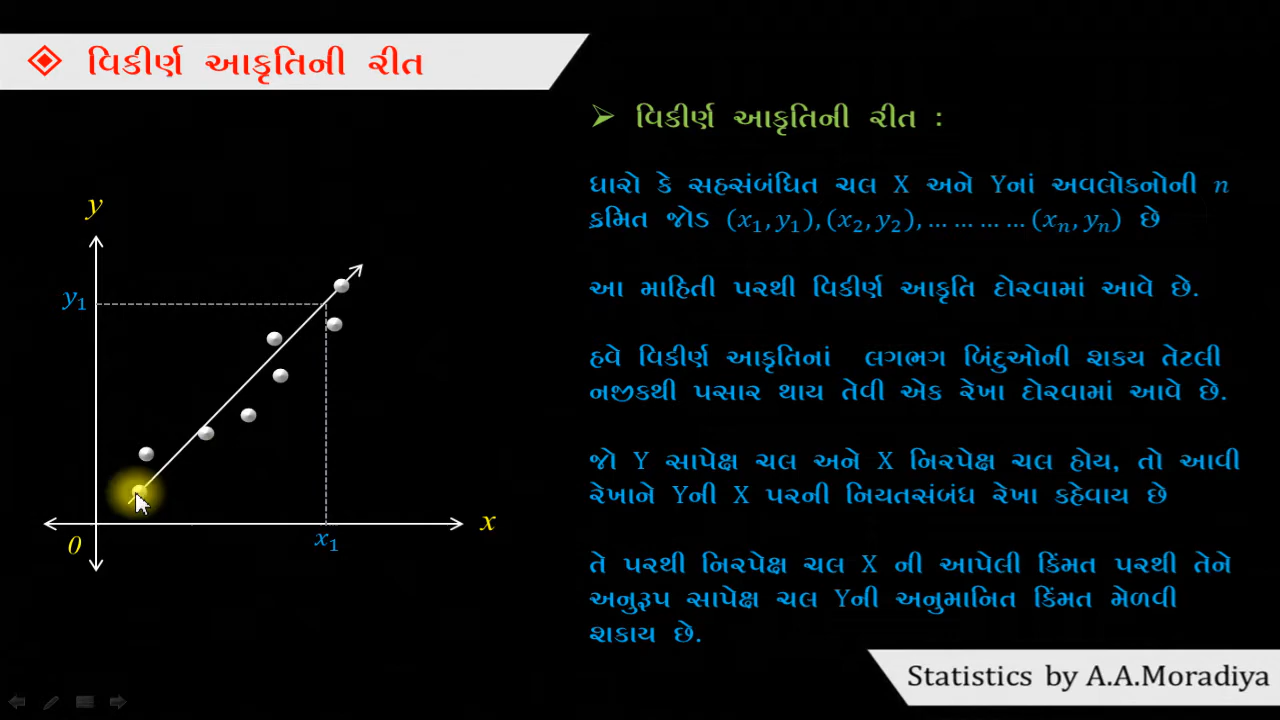 વિકીર્ણ આકૃતિની રીત
વિકીર્ણ આકૃતિની રીત :
ધારો કે સહસંબંધિત ચલ X અને Yનાં અવલોકનોની n
ક્રમિત જોડ (x₁, y₁), (x₂, y₂), … … … … (xₙ, yₙ) છે
આ માહિતી પરથી વિકીર્ણ આકૃતિ દોરવામાં આવે છે.
હવે વિકીર્ણ આકૃતિનાં લગભગ બિંદુઓની શકય તેટલી
નજીકથી પસાર થાય તેવી એક રેખા દોરવામાં આવે છે.
જો Y સાપેક્ષ ચલ અને X નિરપેક્ષ ચલ હોય, તો આવી
રેખાને Yની X પરની નિયતસંબંધ રેખા કહેવાય છે
તે પરથી નિરપેક્ષ ચલ X ની આપેલી કિંમત પરથી તેને
અનુરૂપ સાપેક્ષ ચલ Yની અનુમાનિત કિંમત મેળવી
શકાય છે.
y
y₁
0
x₁
x
Statistics by A.A.Moradiya